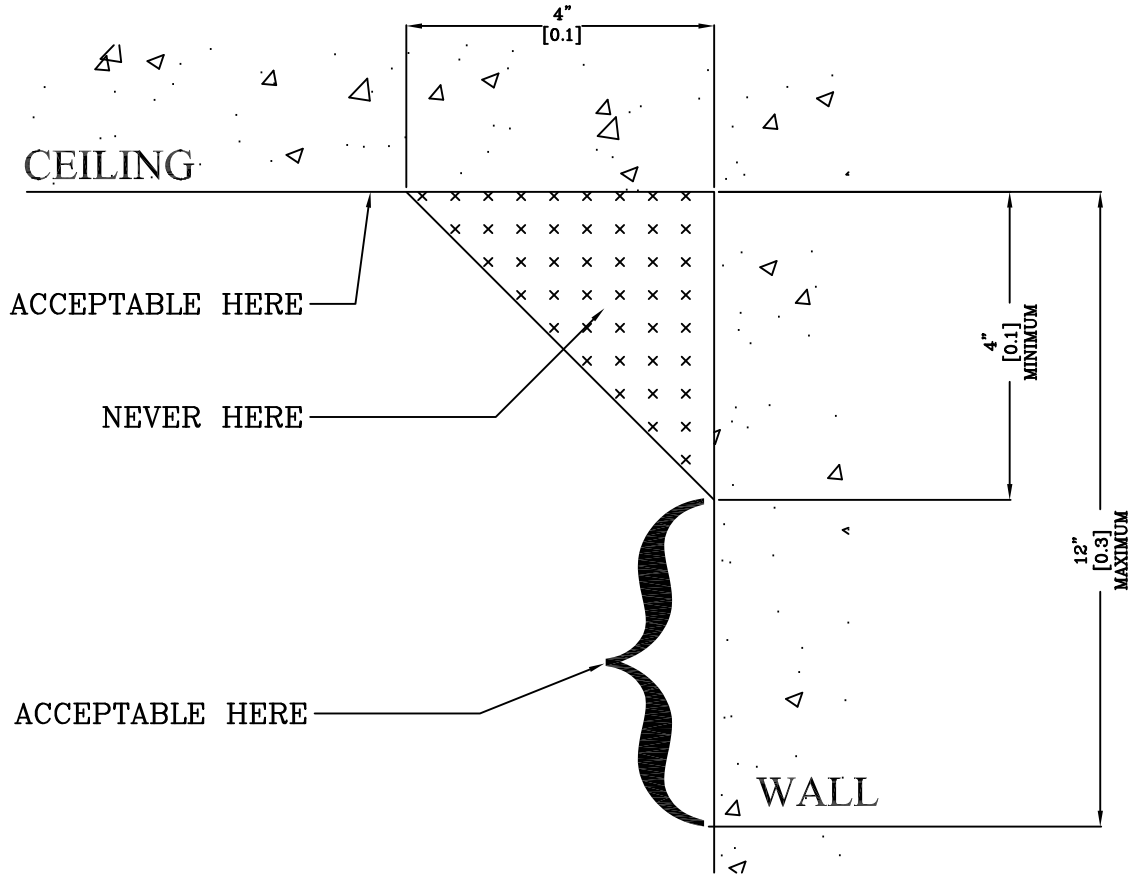 4"
[0.1]
CEILING
ACCEPTABLE HERE
4"
[0.1]
MINIMUM
NEVER HERE
12"
[0.3]
MAXIMUM
ACCEPTABLE HERE
WALL